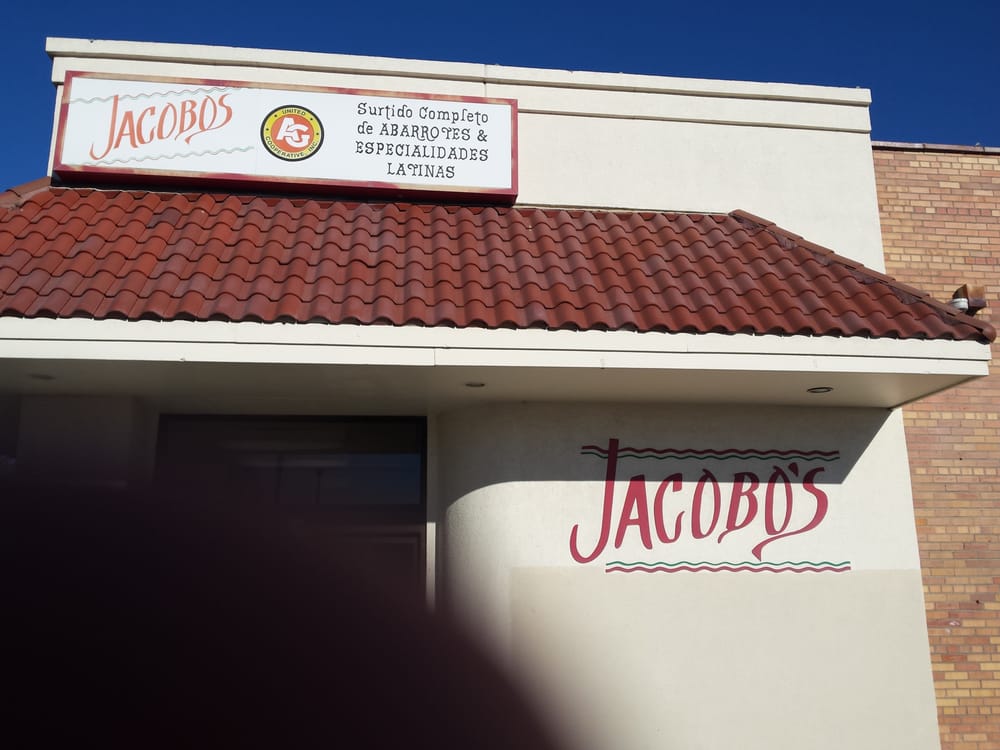 JACOBOS
UNITED
AG
COOPERATIVE, INC.
Surtido Completo
de ABARROTES &
ESPECIALIDADES
LATINAS
JACOBO'S